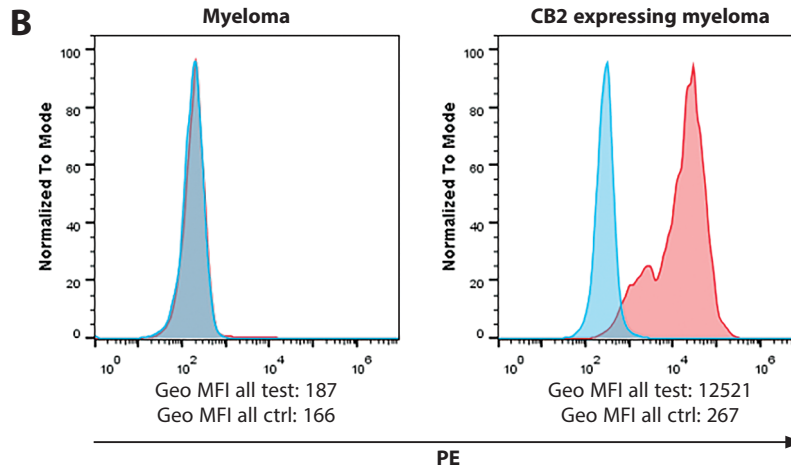 B
Myeloma
CB2 expressing myeloma
Normalized To Mode
100
80
60
40
20
0
10^0
10^2
10^4
10^6
Geo MFI all test: 187
Geo MFI all ctrl: 166
Normalized To Mode
100
80
60
40
20
0
10^0
10^2
10^4
10^6
Geo MFI all test: 12521
Geo MFI all ctrl: 267
PE